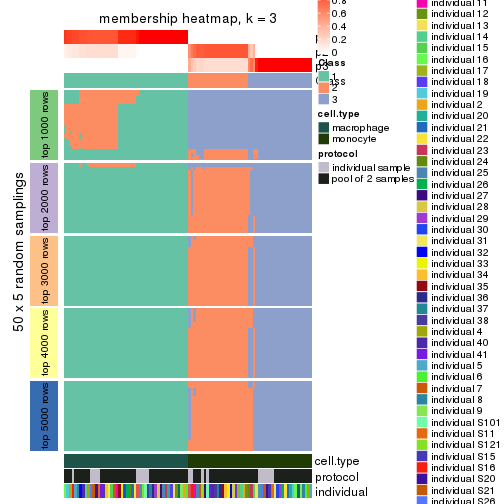 membership heatmap, k = 3
50 x 5 random samplings
top 1000 rows
top 2000 rows
top 3000 rows
top 4000 rows
top 5000 rows
p3
cell.type
protocol
individual
0.8
0.6
0.4
0.2
0
Class
1
2
3
cell.type
macrophage
monocyte
protocol
individual sample
pool of 2 samples
individual 11
individual 12
individual 13
individual 14
individual 15
individual 16
individual 17
individual 18
individual 19
individual 2
individual 20
individual 21
individual 22
individual 23
individual 24
individual 25
individual 26
individual 27
individual 28
individual 29
individual 30
individual 31
individual 32
individual 33
individual 34
individual 35
individual 36
individual 37
individual 38
individual 4
individual 40
individual 41
individual 5
individual 6
individual 7
individual 8
individual 9
individual S101
individual S11
individual S121
individual S15
individual S16
individual S20
individual S21
individual S26